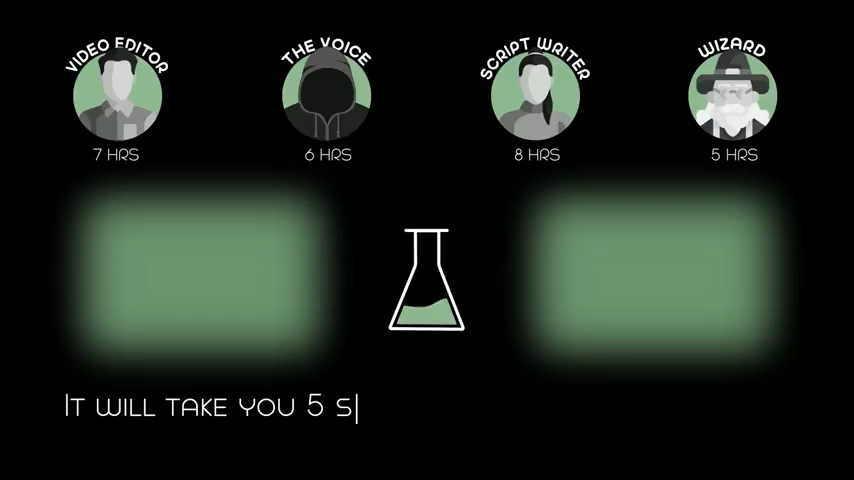 VIDEO EDITOR
THE VOICE
SCRIPT WRITER
WIZARD
7 HRS
6 HRS
8 HRS
5 HRS
IT WILL TAKE YOU 5 S